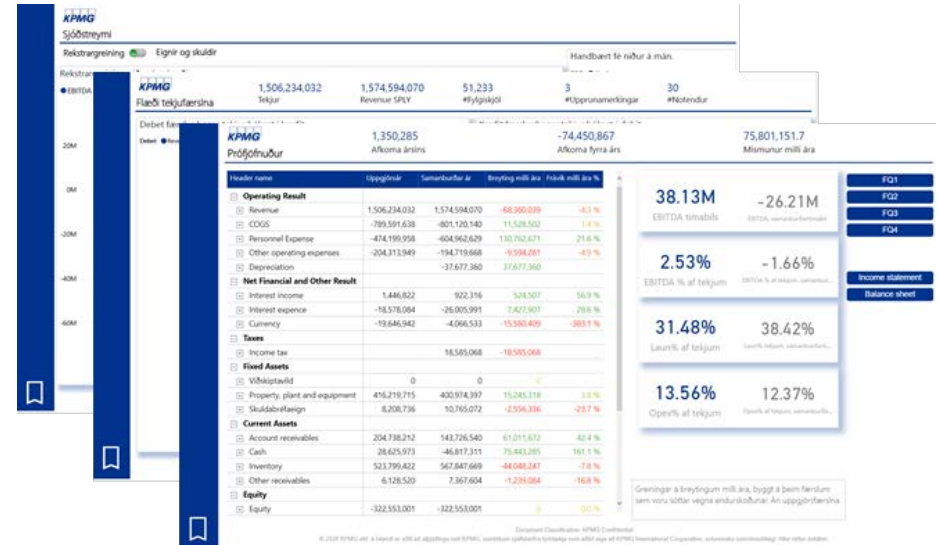 KPMG
Sjóðstreymi
Rekstrargreining Eignir og skuldir
Handbært fé niður á mán.
EBITDA
20M
0M
-20M
-40M
-60M
KPMG
Flæði tekjufærslna
1,506,234,032
Tekjur
1,574,594,070
Revenue SPLY
51,233
#Fylgiskjöl
3
#Upprunamerkingar
30
#Notendur
Debet
KPMG
Prófjöfnuður
1,350,285
Afkoma ársins
-74,450,867
Afkoma fyrra árs
75,801,151.7
Mismunur milli ára
Header name Uppgjörsár Samanburðar ár Breyting milli ára Frávik milli ára %
Operating Result
Revenue 1,506,234,032 1,574,594,070 -68,360,039 -4.3 %
COGS -789,591,638 -801,120,140 11,528,502 1.4 %
Personnel Expense -474,199,958 -604,962,629 130,762,671 21.6 %
Other operating expenses -204,313,949 -194,719,668 -9,594,281 -4.9 %
Depreciation -37,677,360 37,677,360
Net Financial and Other Result
Interest income 1,446,822 922,316 524,507 56.9 %
Interest expence -18,578,084 -26,005,991 7,427,907 28.6 %
Currency -19,646,942 -4,066,533 -15,580,409 -383.1 %
Taxes
Income tax 18,585,068 -18,585,068
Fixed Assets
Viðskiptavild 0 0 0
Property, plant and equipment 416,219,715 400,974,397 15,245,318 3.8 %
Skuldabréfaeign 8,208,736 10,765,072 -2,556,336 -23.7 %
Current Assets
Account receivables 204,738,212 143,726,540 61,011,672 42.4 %
Cash 28,625,973 -46,817,311 75,443,285 161.1 %
Inventory 523,799,422 567,847,669 -44,048,247 -7.8 %
Other receivables 6,128,520 7,367,604 -1,239,084 -16.8 %
Equity
Equity -322,553,001 -322,553,001 0 0.0 %
38.13M
EBITDA tímabils
-26.21M
2.53%
EBITDA % af tekjum
-1.66%
31.48%
Laun% af tekjum
38.42%
13.56%
Opex% af tekjum
12.37%
FQ1
FQ2
FQ3
FQ4
Income statement
Balance sheet
Greiningar á breytingum milli ára, byggt á þeim færslum
sem voru sóttar vegna endurskoðunar. Án uppgjörsfærslna
Document Classification: KPMG Confidential